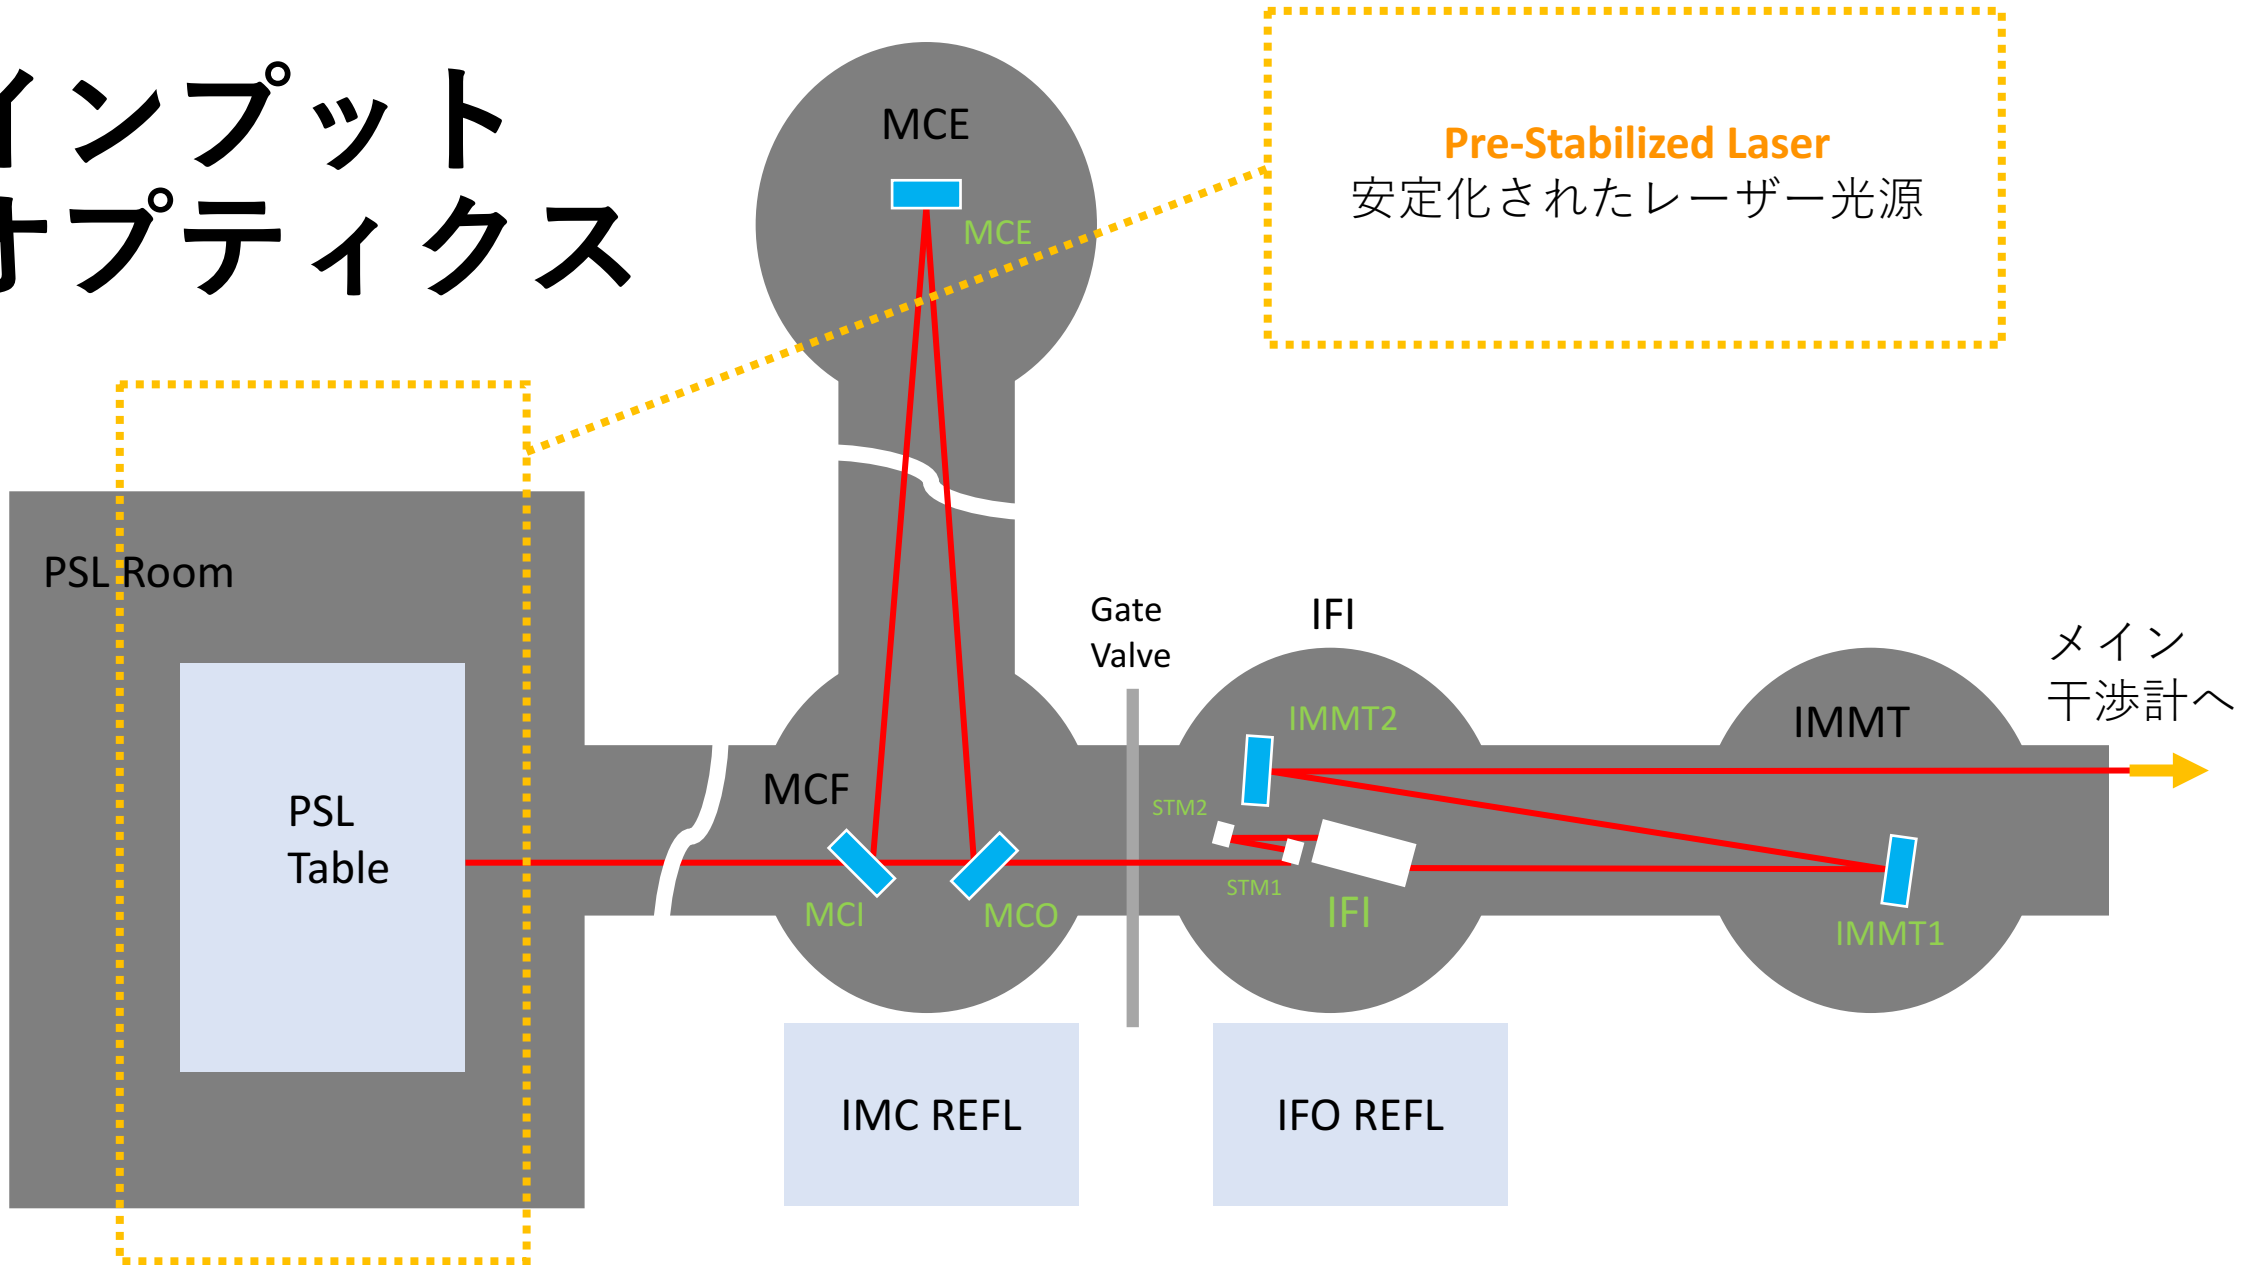 インプット
オプティクス
Pre-Stabilized Laser
安定化されたレーザー光源
MCE
MCE
PSL Room
PSL
Table
MCF
MCI
MCO
Gate
Valve
IFI
IMMT2
STM2
STM1
IFI
IMMT
IMMT1
メイン
干渉計へ
IMC REFL
IFO REFL